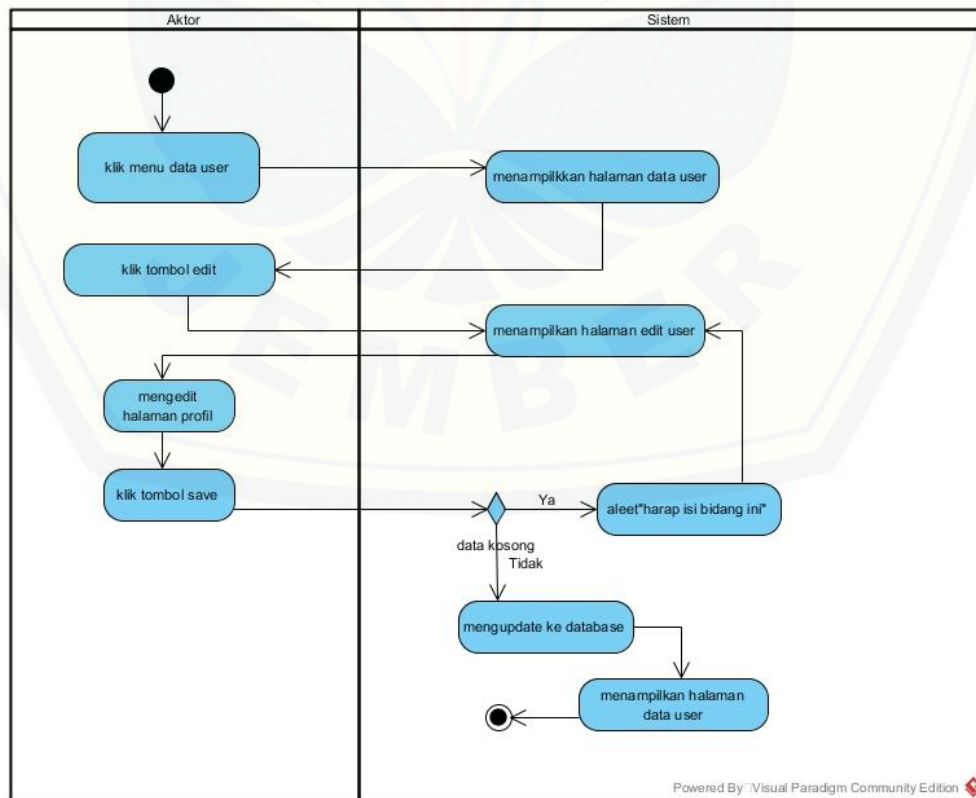 Aktor
Sistem
klik menu data user
menampilkkan halaman data user
klik tombol edit
menampilkan halaman edit user
mengedit
halaman profil
klik tombol save
Ya
aleet"harap isi bidang ini"
data kosong
Tidak
mengupdate ke database
menampilkan halaman
data user
JEMBER
Powered By Visual Paradigm Community Edition